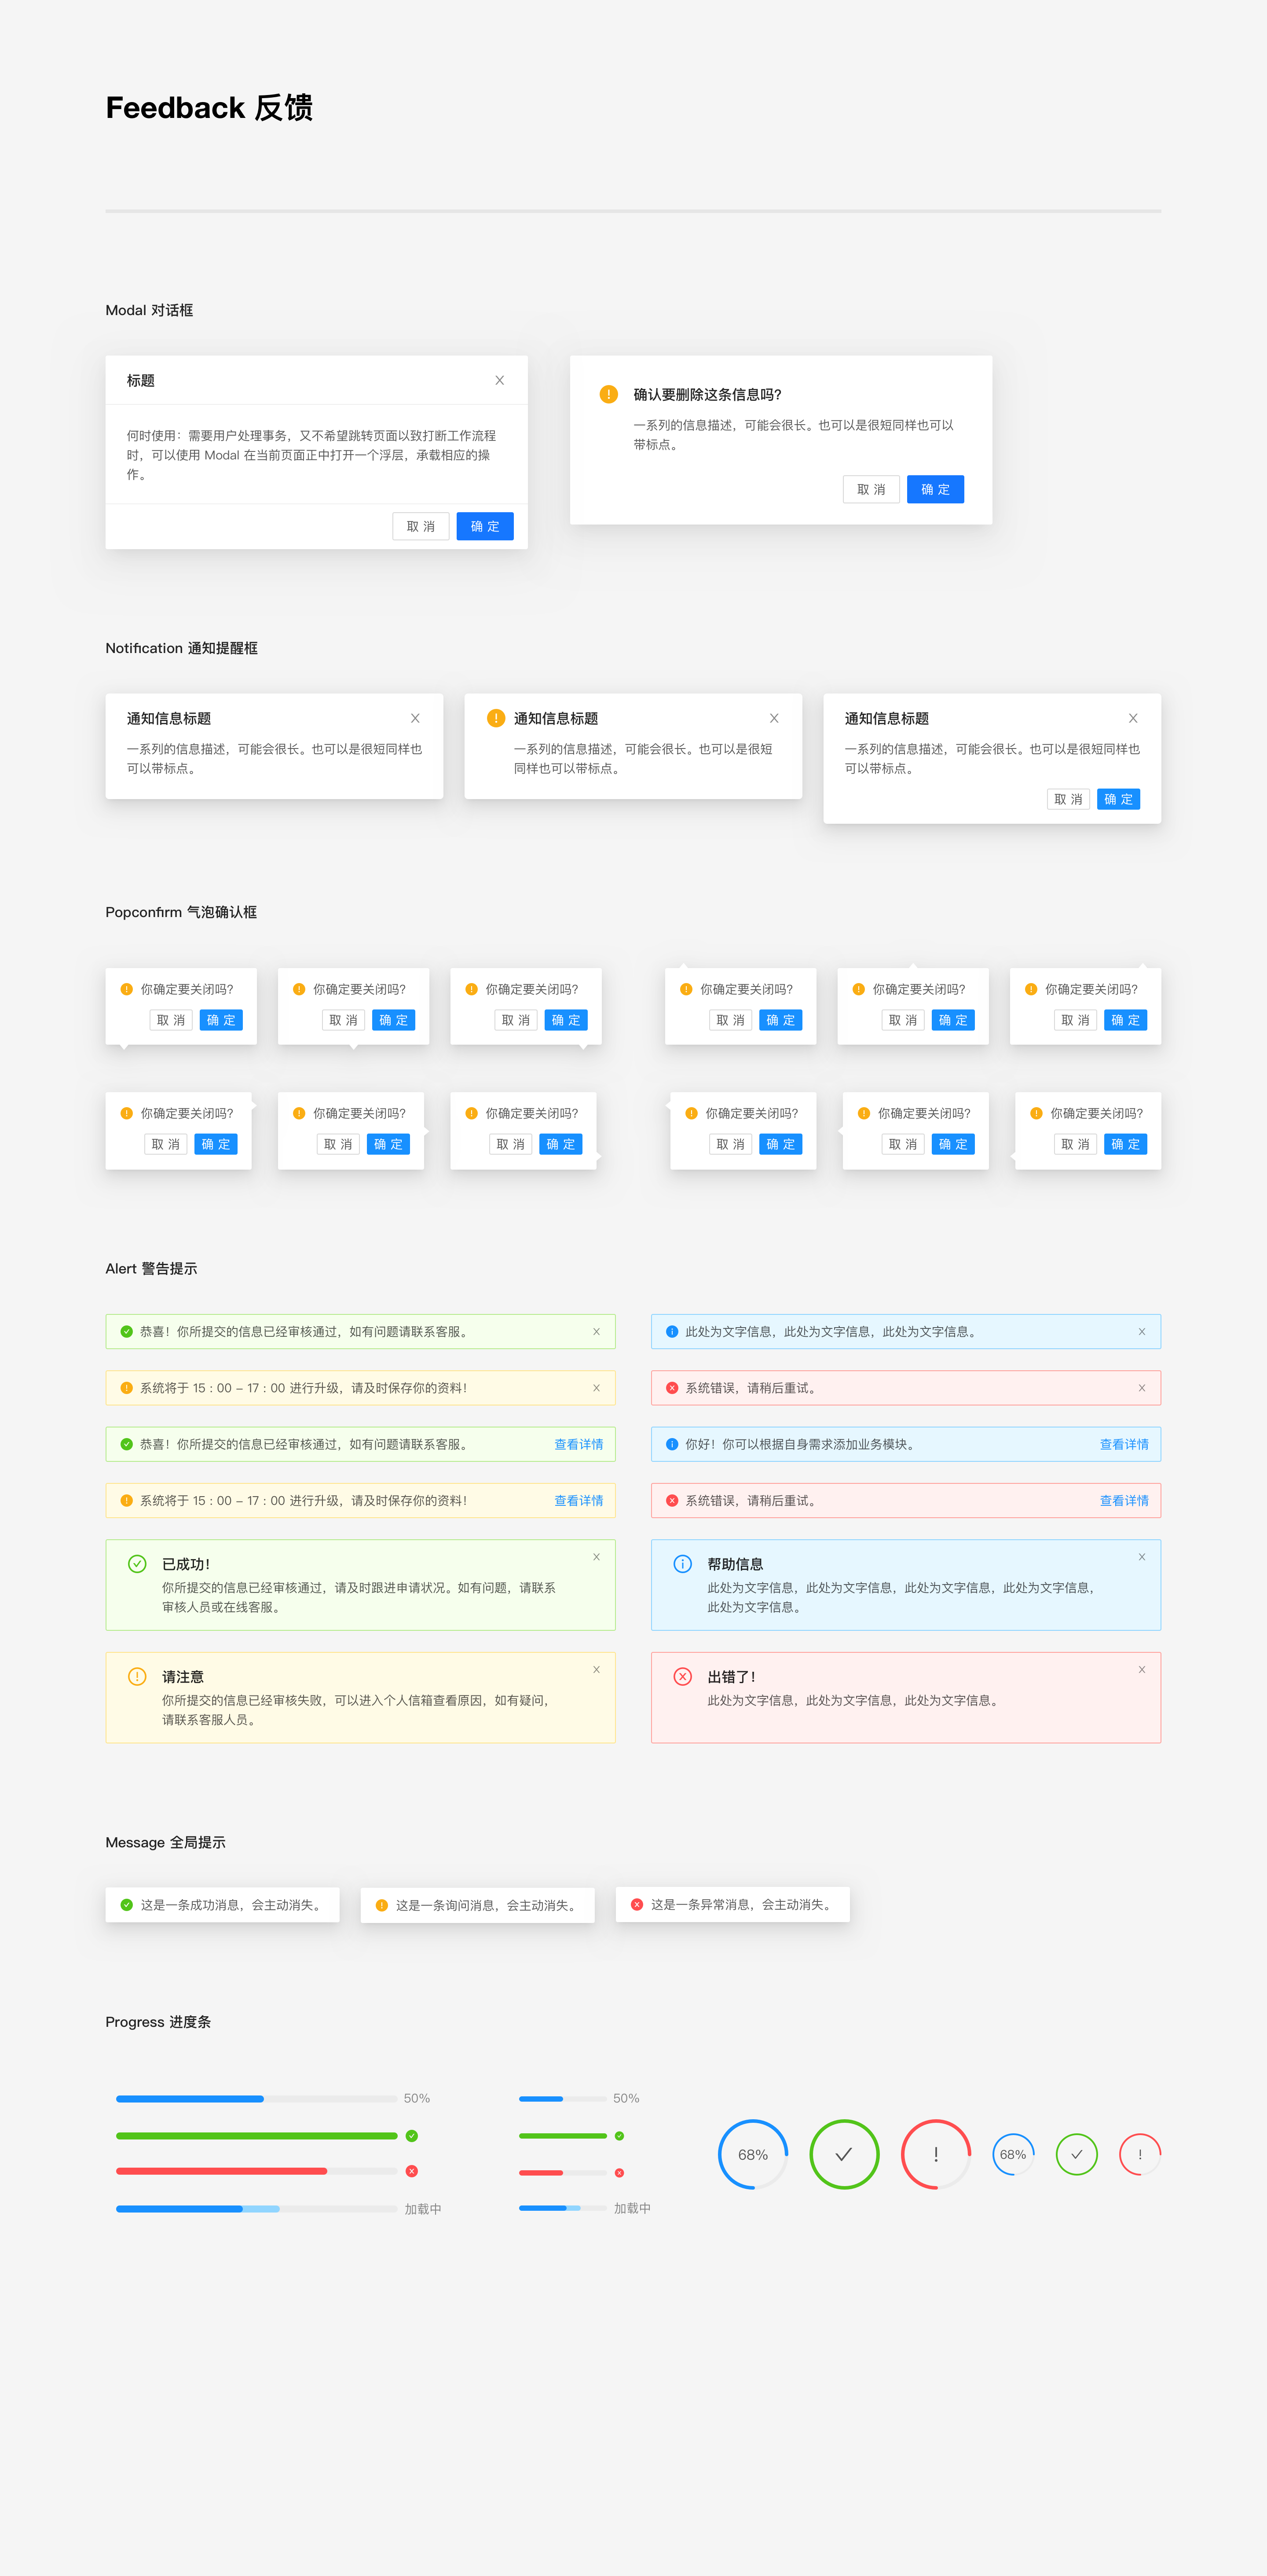 Feedback 反馈
Modal 对话框
标题
何时使用：需要用户处理事务，又不希望跳转页面以致打断工作流程
时，可以使用 Modal 在当前页面正中打开一个浮层，承载相应的操
作。
取 消 确 定
确认要删除这条信息吗？
一系列的信息描述，可能会很长。也可以是很短同样也可以
带标点。
取 消 确 定
Notification 通知提醒框
通知信息标题
一系列的信息描述，可能会很长。也可以是很短同样也
可以带标点。
通知信息标题
一系列的信息描述，可能会很长。也可以是很短
同样也可以带标点。
通知信息标题
一系列的信息描述，可能会很长。也可以是很短同样也
可以带标点。
取 消 确 定
Popconfirm 气泡确认框
你确定要关闭吗？
取 消 确 定
你确定要关闭吗？
取 消 确 定
你确定要关闭吗？
取 消 确 定
你确定要关闭吗？
取 消 确 定
你确定要关闭吗？
取 消 确 定
你确定要关闭吗？
取 消 确 定
你确定要关闭吗？
取 消 确 定
你确定要关闭吗？
取 消 确 定
你确定要关闭吗？
取 消 确 定
你确定要关闭吗？
取 消 确 定
你确定要关闭吗？
取 消 确 定
你确定要关闭吗？
取 消 确 定
Alert 警告提示
恭喜！你所提交的信息已经审核通过，如有问题请联系客服。
此处为文字信息，此处为文字信息，此处为文字信息。
系统将于 15 : 00 – 17 : 00 进行升级，请及时保存你的资料！
系统错误，请稍后重试。
恭喜！你所提交的信息已经审核通过，如有问题请联系客服。 查看详情
你好！你可以根据自身需求添加业务模块。 查看详情
系统将于 15 : 00 – 17 : 00 进行升级，请及时保存你的资料！ 查看详情
系统错误，请稍后重试。 查看详情
已成功！
你所提交的信息已经审核通过，请及时跟进申请状况。如有问题，请联系
审核人员或在线客服。
帮助信息
此处为文字信息，此处为文字信息，此处为文字信息，此处为文字信息，
此处为文字信息。
请注意
你所提交的信息已经审核失败，可以进入个人信箱查看原因，如有疑问，
请联系客服人员。
出错了！
此处为文字信息，此处为文字信息，此处为文字信息。
Message 全局提示
这是一条成功消息，会主动消失。
这是一条询问消息，会主动消失。
这是一条异常消息，会主动消失。
Progress 进度条
50%
加载中
50%
加载中
68%
68%